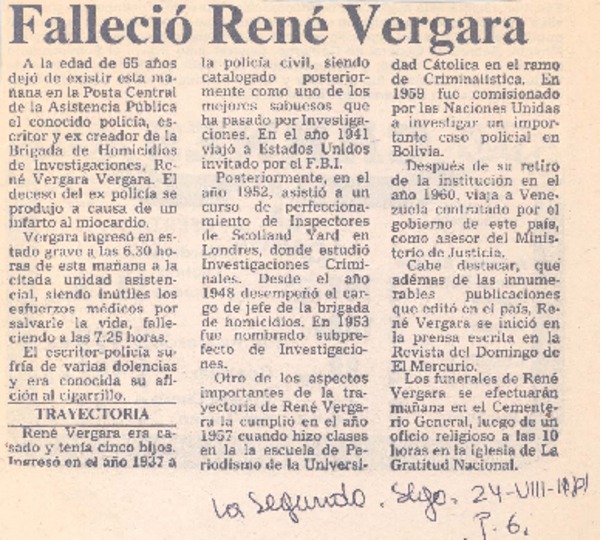 Falleció René Vergara
A la edad de 65 años
dejó de existir esta ma-
ñana en la Posta Central
de la Asistencia Pública
el conocido policía, es-
critor y ex creador de la
Brigada de Homicidios
de Investigaciones, Re-
né Vergara Vergara. El
deceso del ex policía se
produjo a causa de un
infarto al miocardio.
Vergara ingresó en es-
tado grave a las 6.30 horas
de esta mañana a la
citada unidad asisten-
cial, siendo inútiles los
esfuerzos médicos por
salvarle la vida, falle-
ciendo a las 7.25 horas.
El escritor-policía su-
fría de varias dolencias
y era conocida su afi-
ción al cigarrillo.
TRAYECTORIA
René Vergara era ca-
sado y tenía cinco hijos.
Ingresó en el año 1937 a
la policía civil, siendo
catalogado posterior-
mente como uno de los
mejores sabuesos que
ha pasado por Investiga-
ciones. En el año 1941
viajó a Estados Unidos
invitado por el F.B.I.
Posteriormente, en el
año 1952, asistió a un
curso de perfecciona-
miento de Inspectores
de Scotland Yard en
Londres, donde estudió
Investigaciones Crimi-
nales. Desde el año
1948 desempeñó el car-
go de jefe de la brigada
de homicidios. En 1953
fue nombrado subpre-
fecto de Investigacio-
nes.
Otro de los aspectos
importantes de la tra-
yectoria de René Verga-
ra la cumplió en el año
1957 cuando hizo clases
en la escuela de Pe-
riodismo de la Universi-
dad Católica en el ramo
de Criminalística. En
1959 fue comisionado
por las Naciones Unidas
a investigar un impor-
tante caso policial en
Bolivia.
Después de su retiro
de la institución en el
año 1960, viaja a Vene-
zuela contratado por el
gobierno de este país,
como asesor del Minis-
terio de Justicia.
Cabe destacar, que
además de las innume-
rables publicaciones
que editó en el país, Re-
né Vergara se inició en
la prensa escrita en la
Revista del Domingo de
El Mercurio.
Los funerales de René
Vergara se efectuarán
mañana en el Cemente-
rio General, luego de un
oficio religioso a las 10
horas en la iglesia de La
Gratitud Nacional.
La Segunda. Stgo. 24-VIII-1981
P. 6.